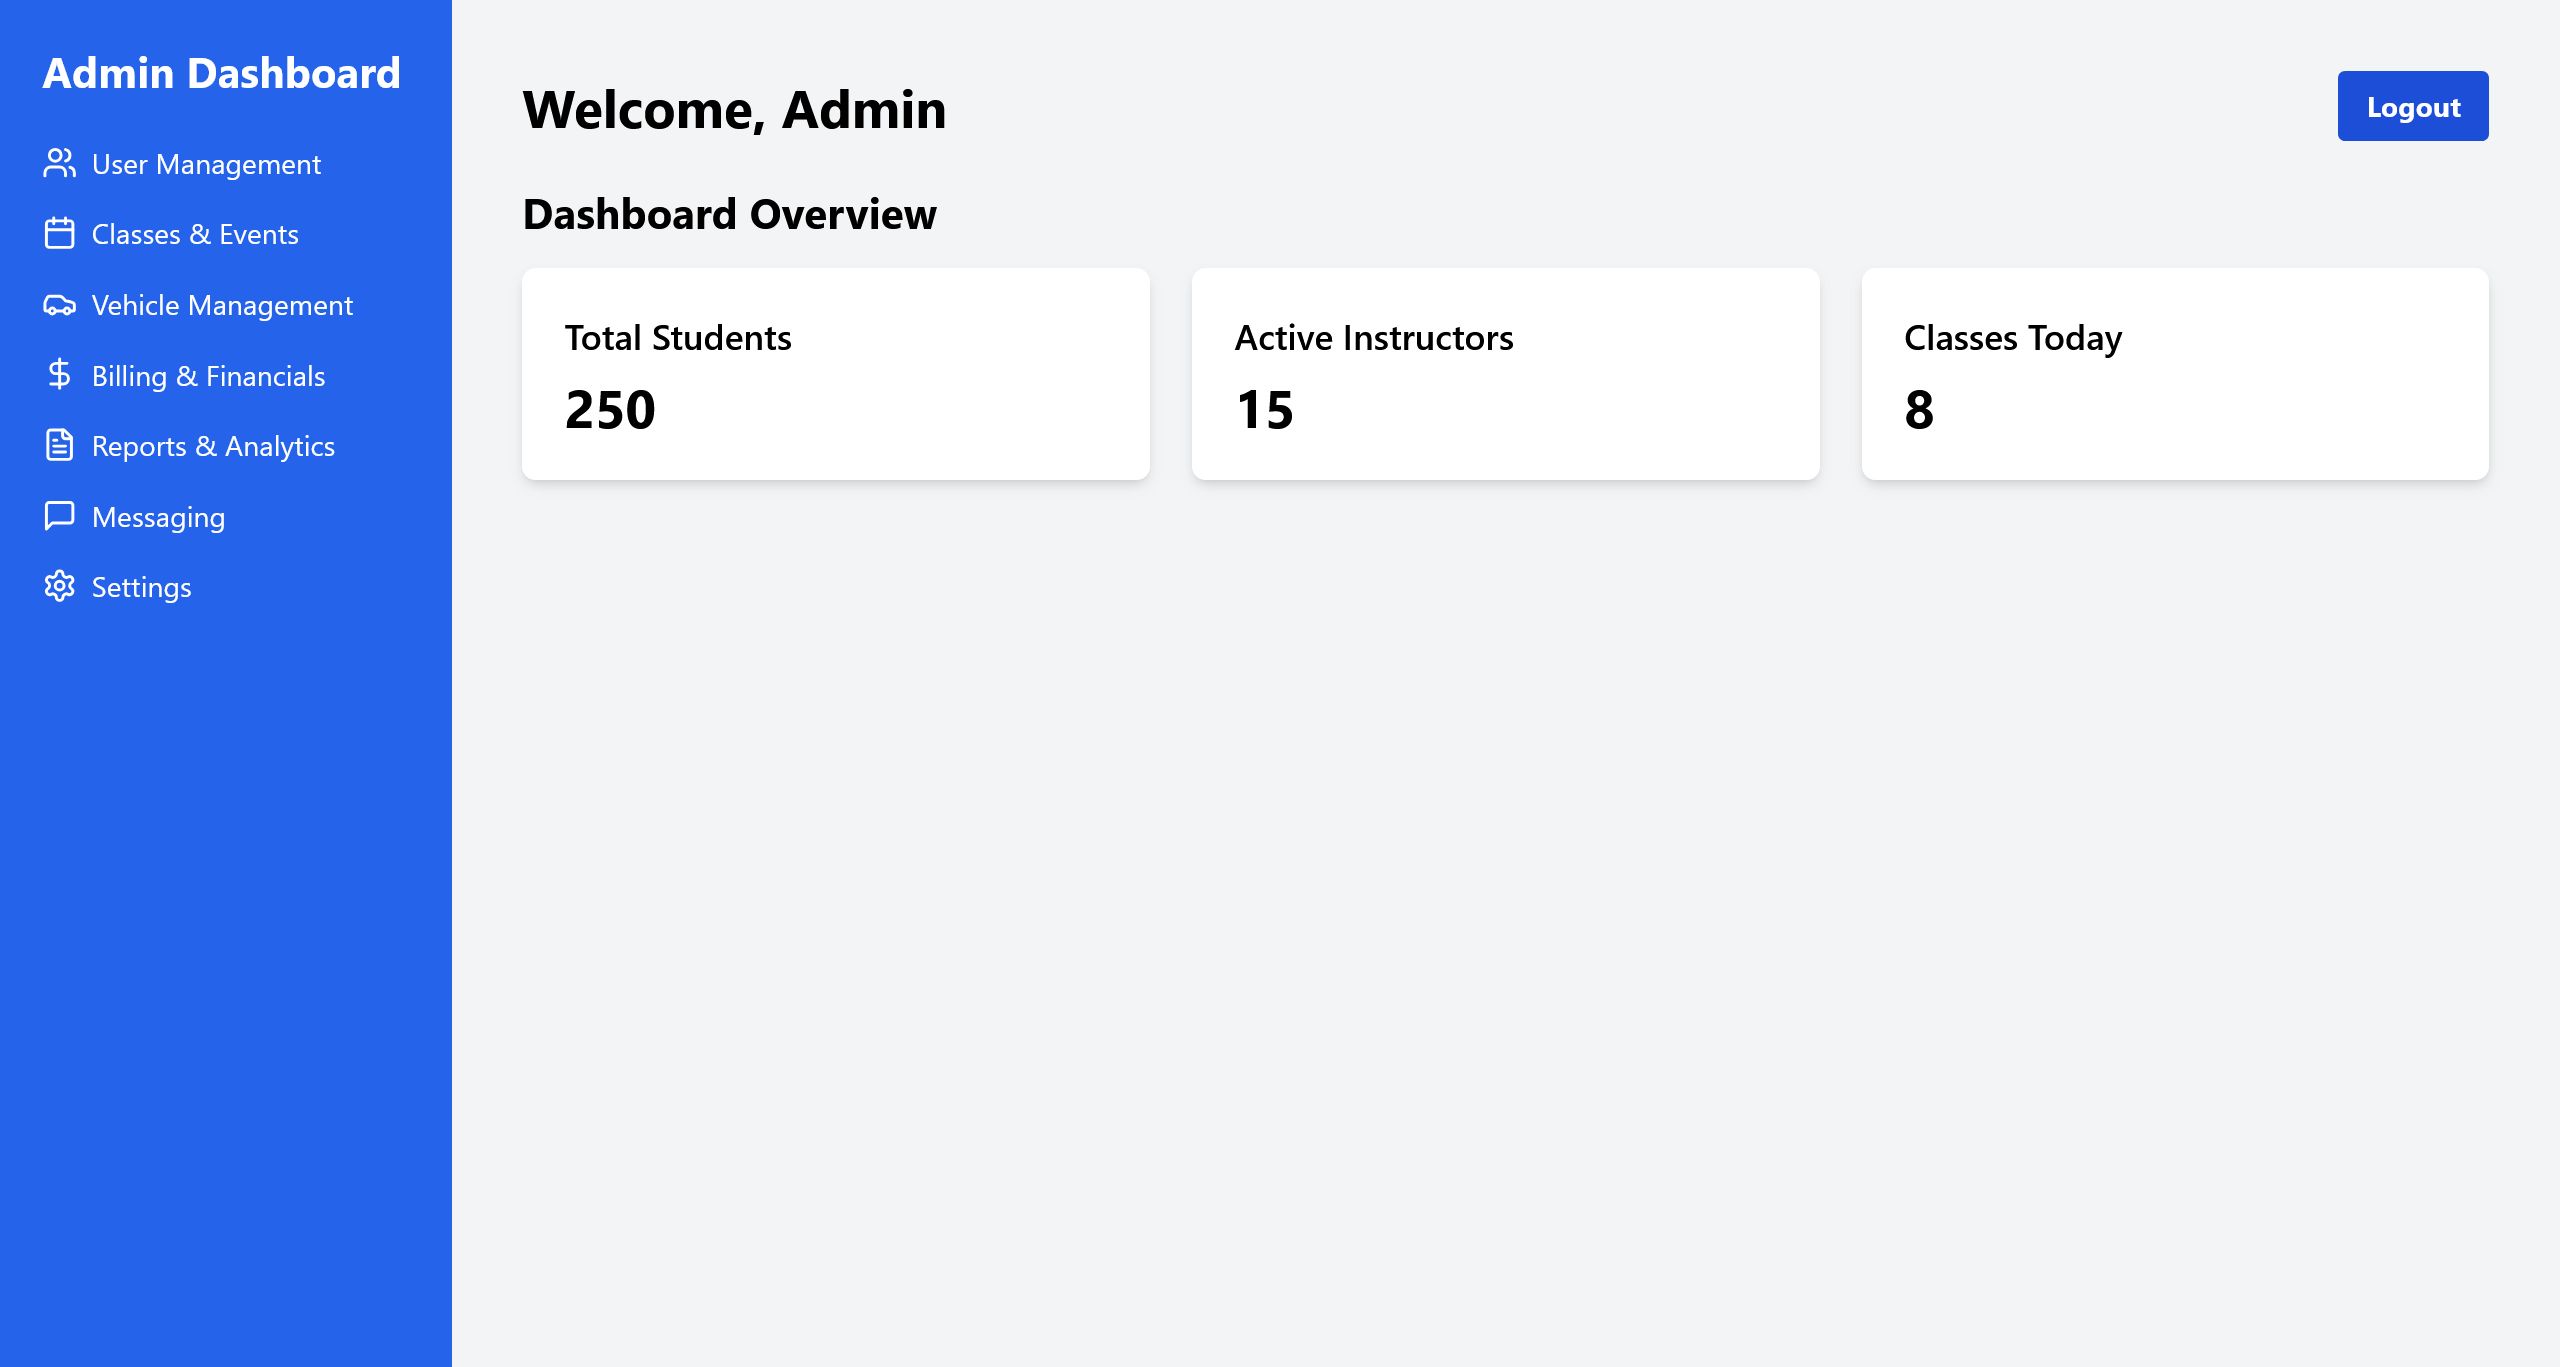 Admin Dashboard
User Management
Classes & Events
Vehicle Management
Billing & Financials
Reports & Analytics
Messaging
Settings
Welcome, Admin
Logout
Dashboard Overview
Total Students
250
Active Instructors
15
Classes Today
8